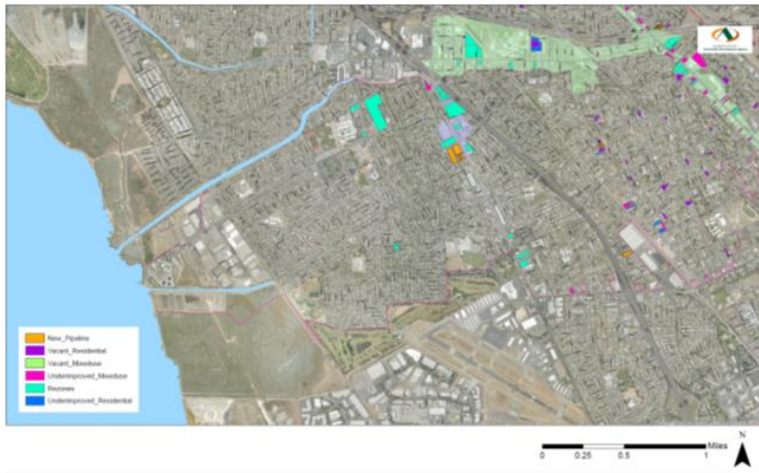 New_Pipeline
Vacant_Residential
Vacant_Mixeduse
Underimproved_Mixeduse
Rezones
Underimproved_Residential
N
0 0.25 0.5 1 Miles